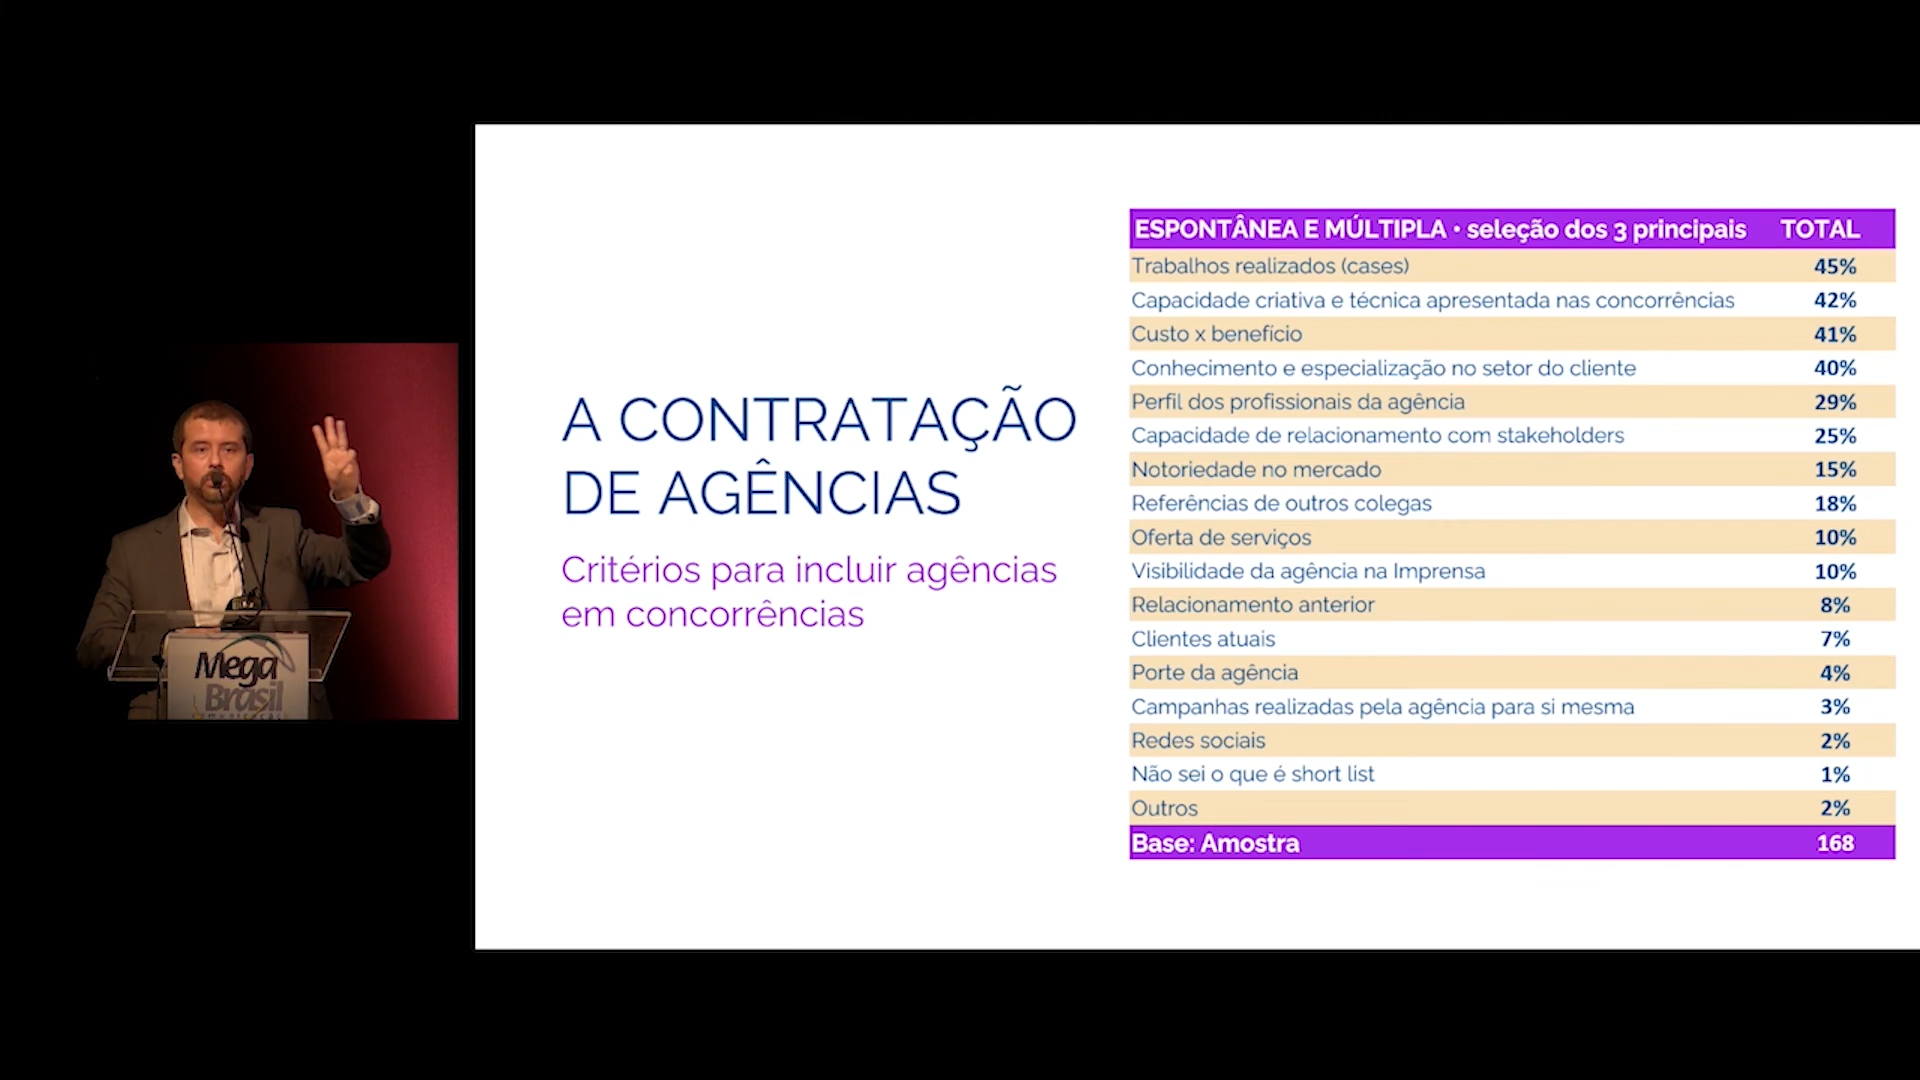 A CONTRATAÇÃO
DE AGÊNCIAS
Critérios para incluir agências
em concorrências
ESPONTÂNEA E MÚLTIPLA • seleção dos 3 principais TOTAL
Trabalhos realizados (cases) 45%
Capacidade criativa e técnica apresentada nas concorrências 42%
Custo x benefício 41%
Conhecimento e especialização no setor do cliente 40%
Perfil dos profissionais da agência 29%
Capacidade de relacionamento com stakeholders 25%
Notoriedade no mercado 15%
Referências de outros colegas 18%
Oferta de serviços 10%
Visibilidade da agência na Imprensa 10%
Relacionamento anterior 8%
Clientes atuais 7%
Porte da agência 4%
Campanhas realizadas pela agência para si mesma 3%
Redes sociais 2%
Não sei o que é short list 1%
Outros 2%
Base: Amostra 168
Mega
Brasil